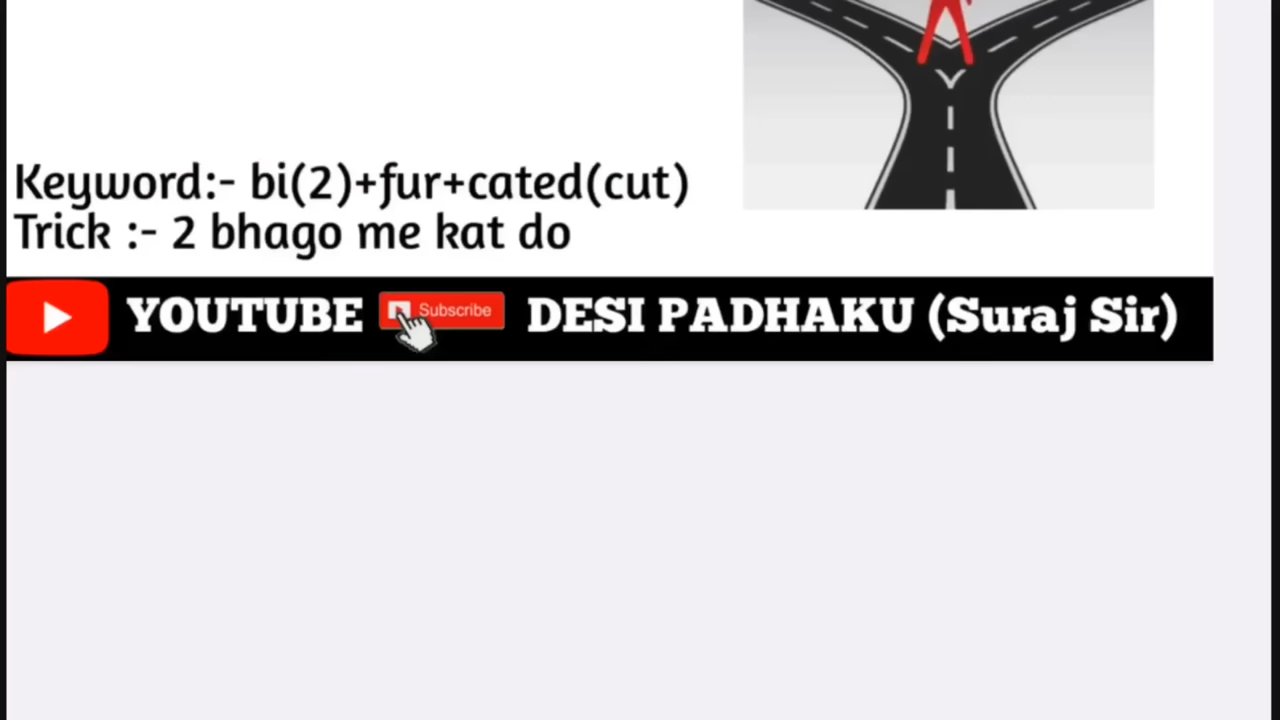 Keyword:- bi(2)+fur+cated(cut)
Trick :- 2 bhago me kat do
YOUTUBE Subscribe DESI PADHAKU (Suraj Sir)